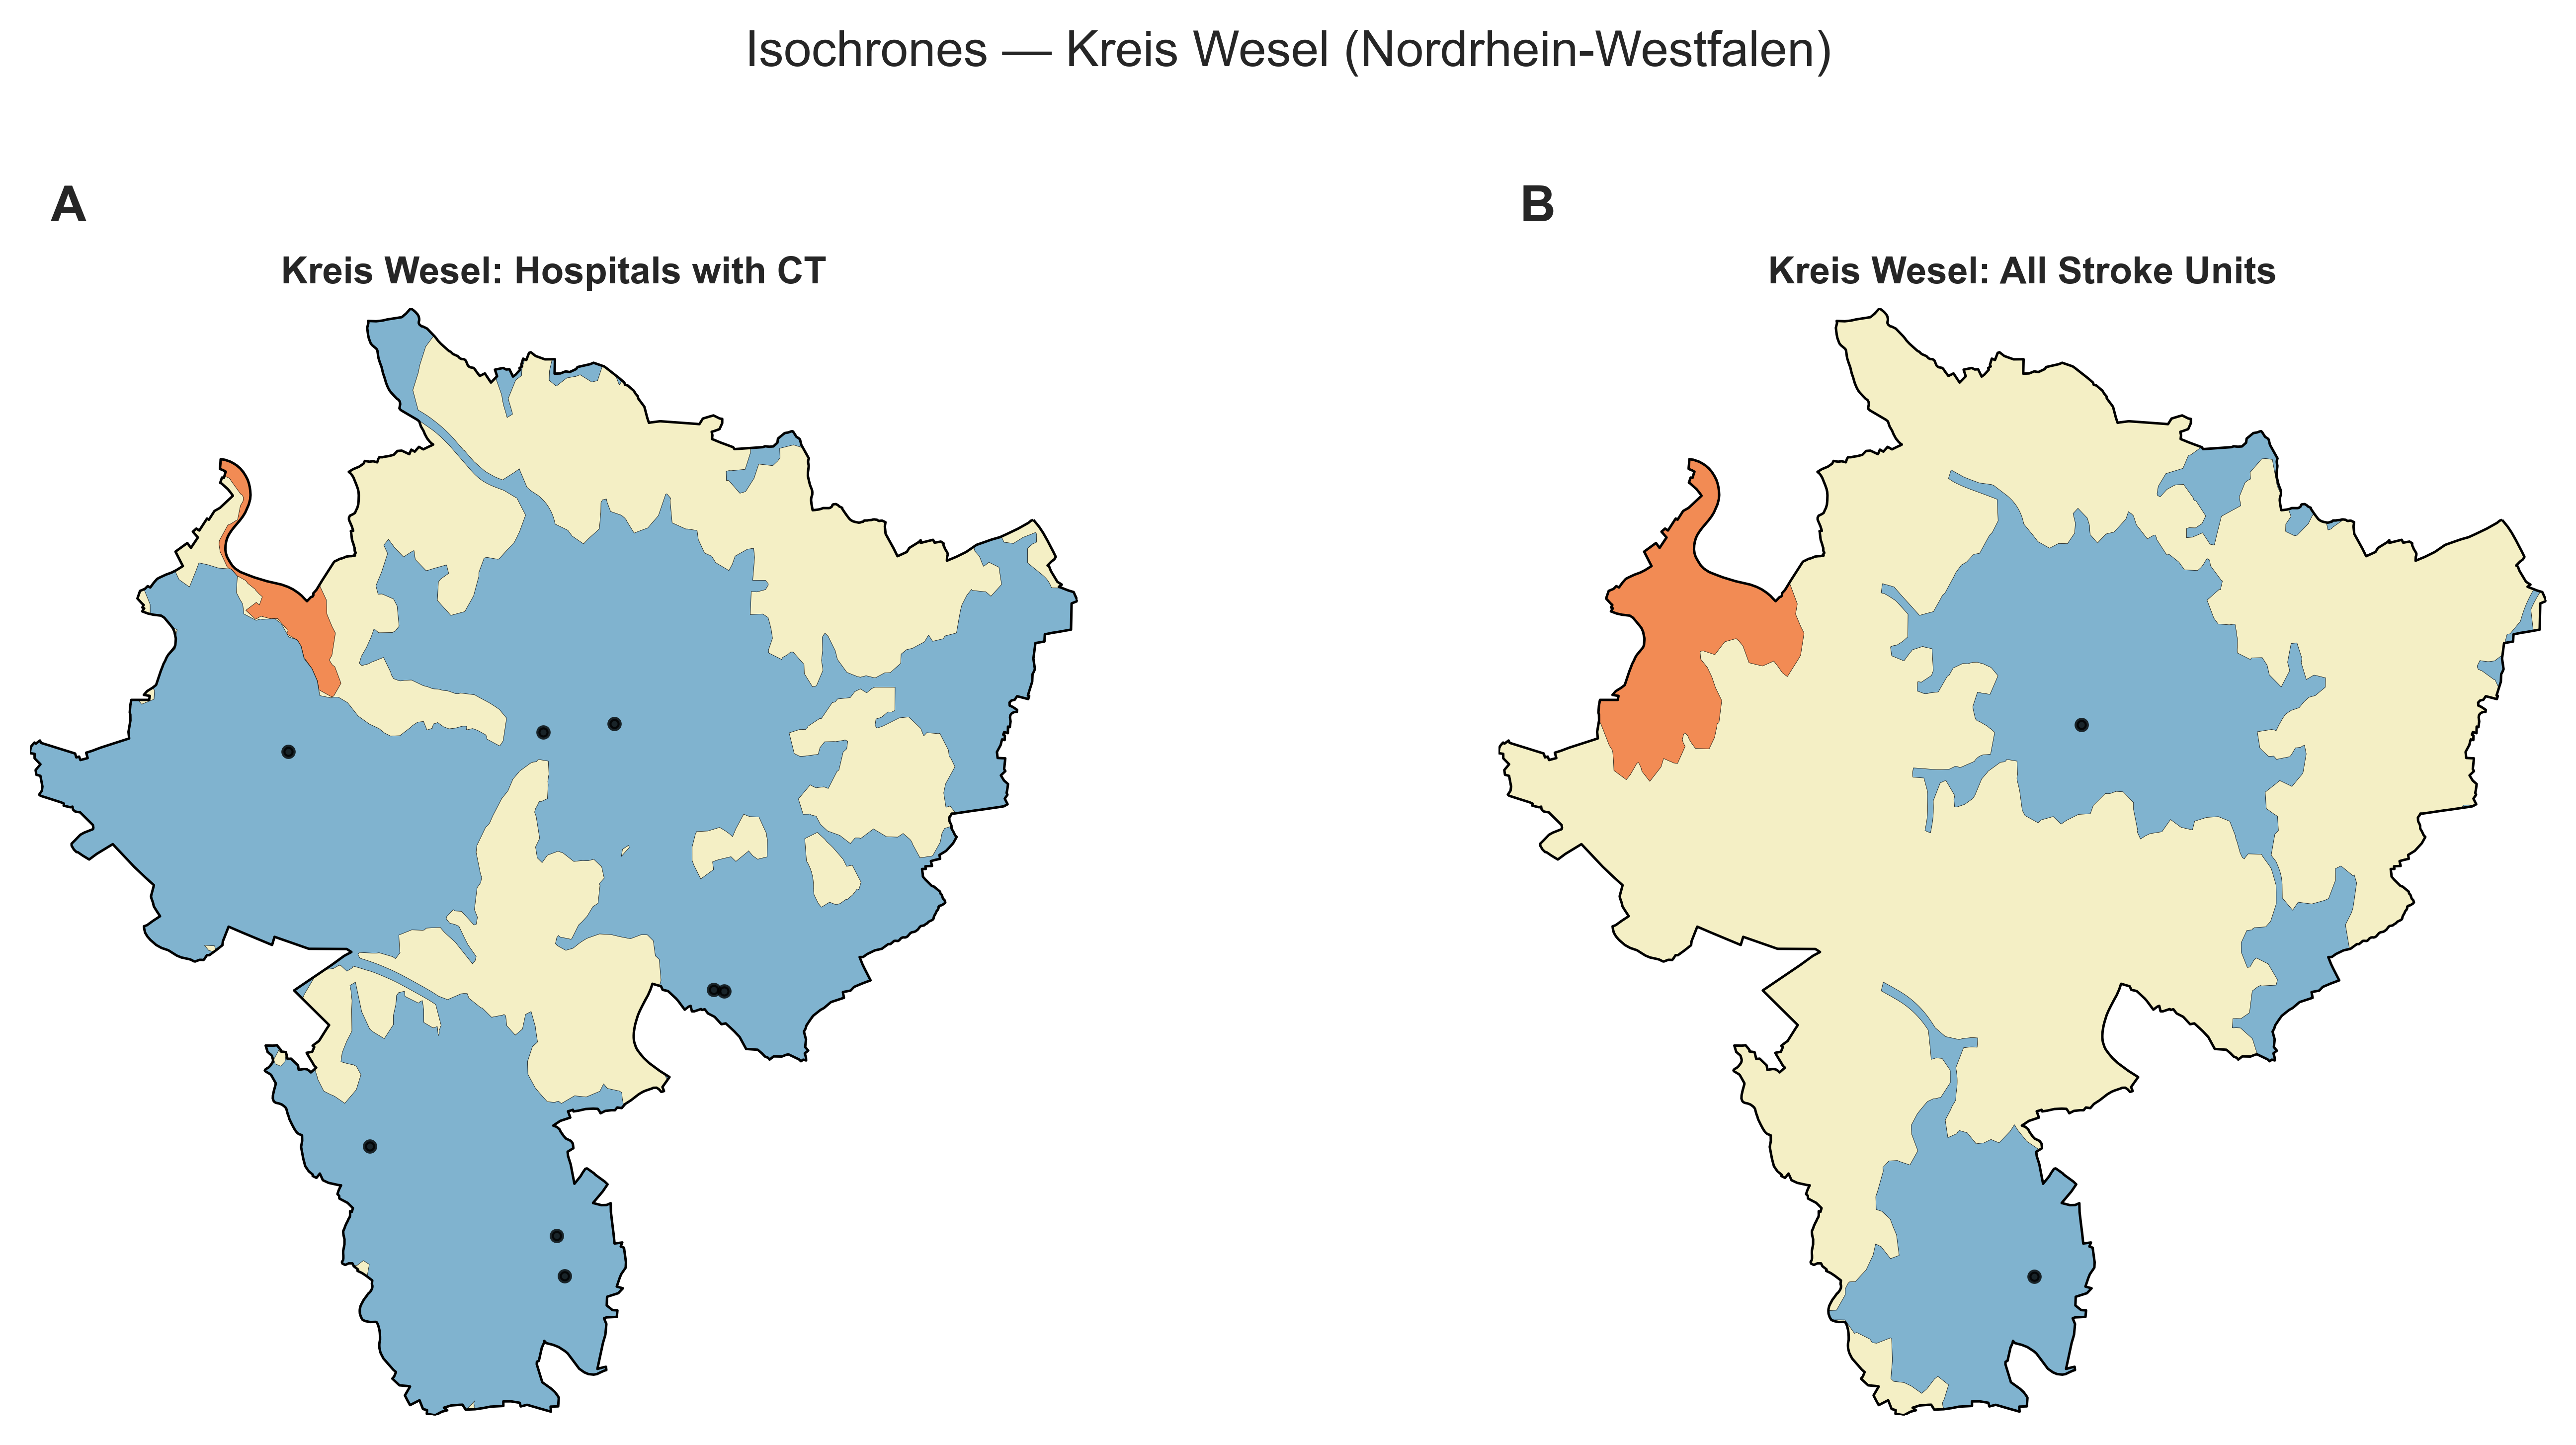 Isochrones — Kreis Wesel (Nordrhein-Westfalen)
A
B
Kreis Wesel: Hospitals with CT
Kreis Wesel: All Stroke Units